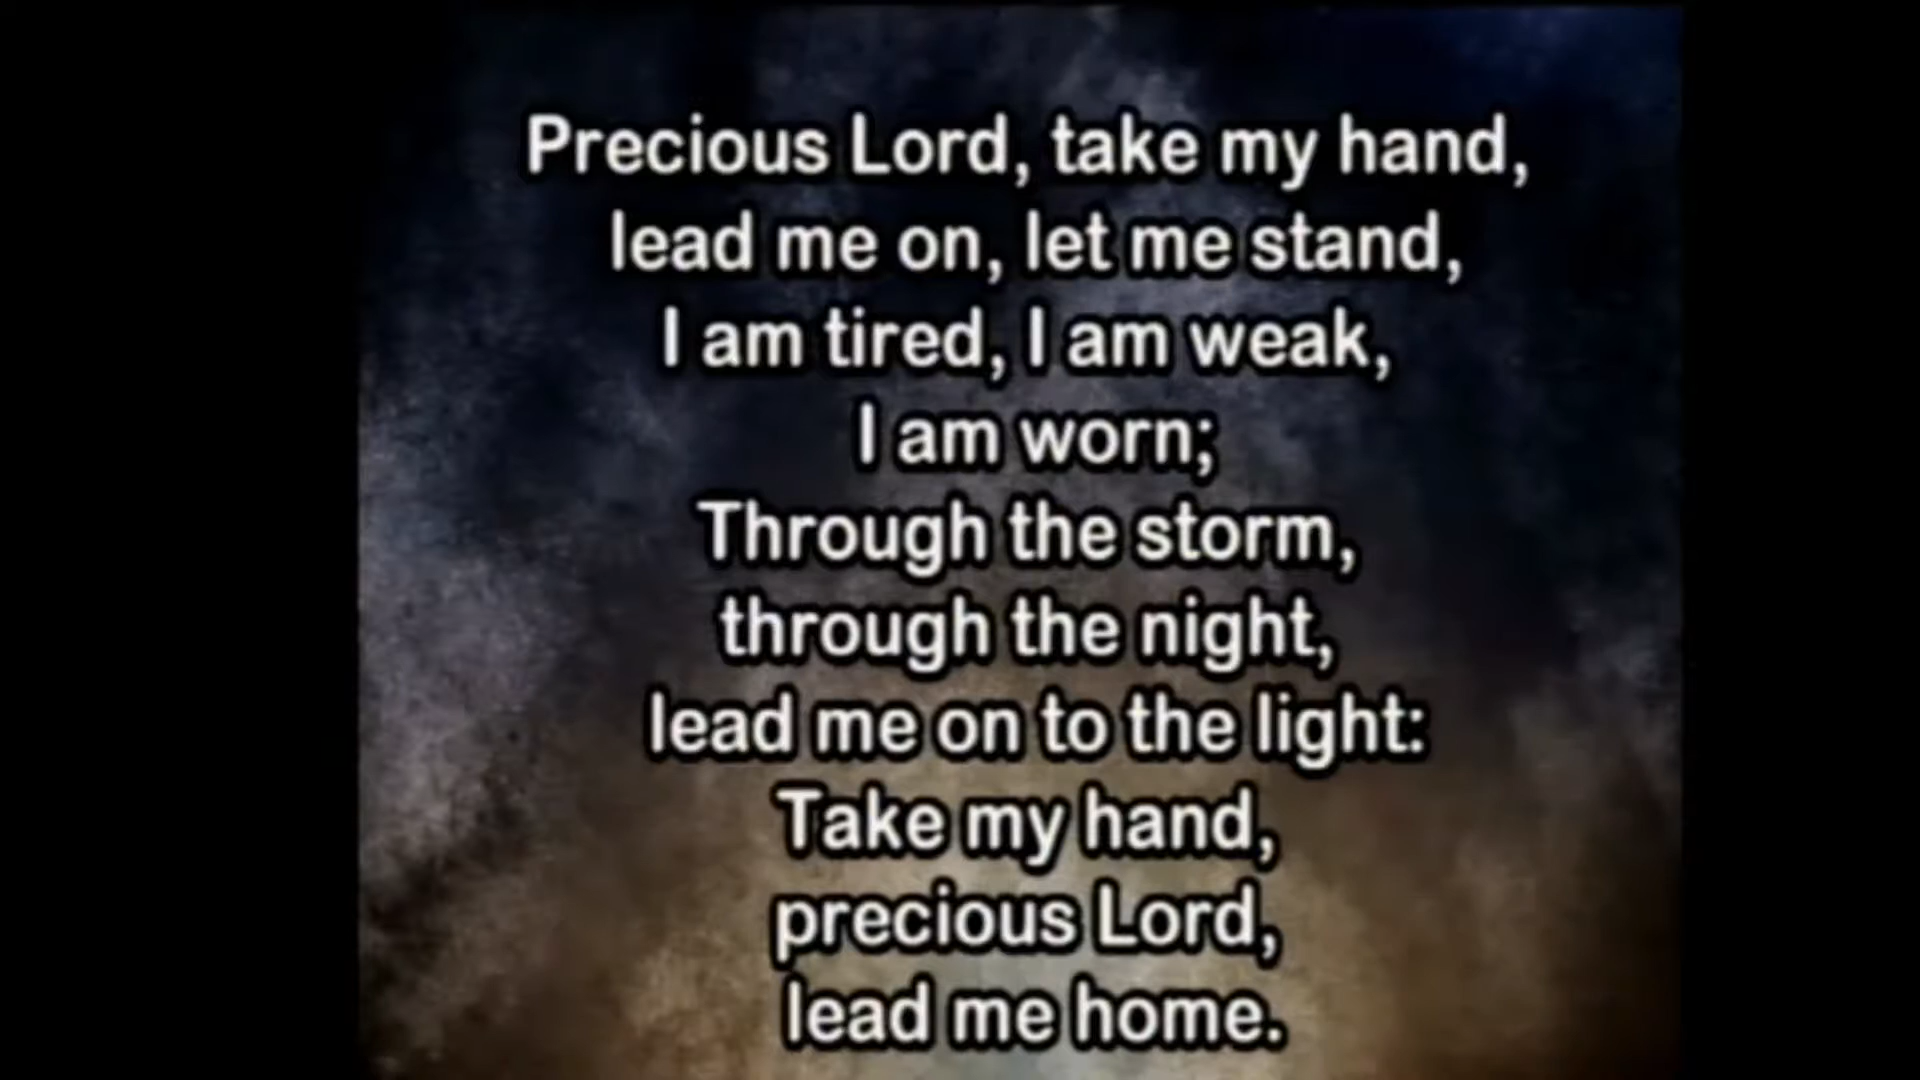 Precious Lord, take my hand,
lead me on, let me stand,
I am tired, I am weak,
I am worn;
Through the storm,
through the night,
lead me on to the light:
Take my hand,
precious Lord,
lead me home.